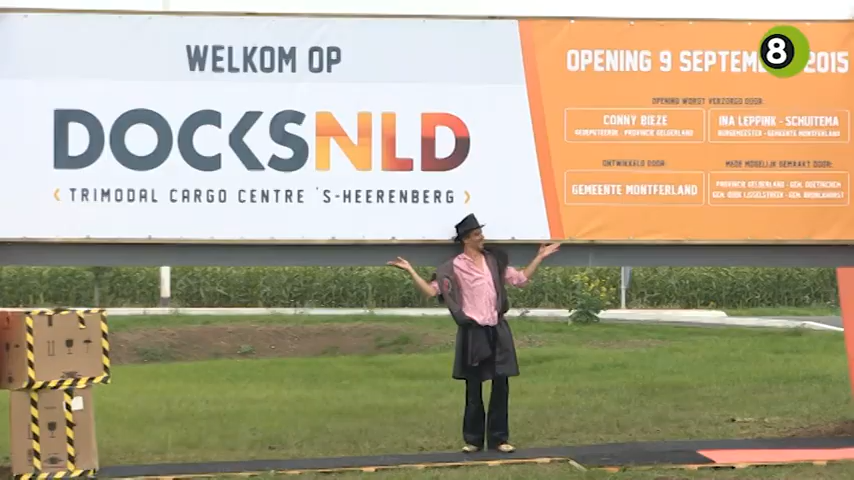 WELKOM OP
DOCKSNLD
‹ TRIMODAL CARGO CENTRE 'S-HEERENBERG ›
OPENING 9 SEPTEM 2015
8
OPENING WORDT VERZORGD DOOR:
CONNY BIEZE
GEDEPUTEERDE - PROVINCIE GELDERLAND
INA LEPPINK - SCHUITEMA
BURGEMEESTER - GEMEENTE MONTFERLAND
ONTWIKKELD DOOR:
GEMEENTE MONTFERLAND
MEDE MOGELIJK GEMAAKT DOOR:
PROVINCIE GELDERLAND - GEM. DOETINCHEM
GEM. OUDE IJSSELSTREEK - GEM. BRONCKHORST